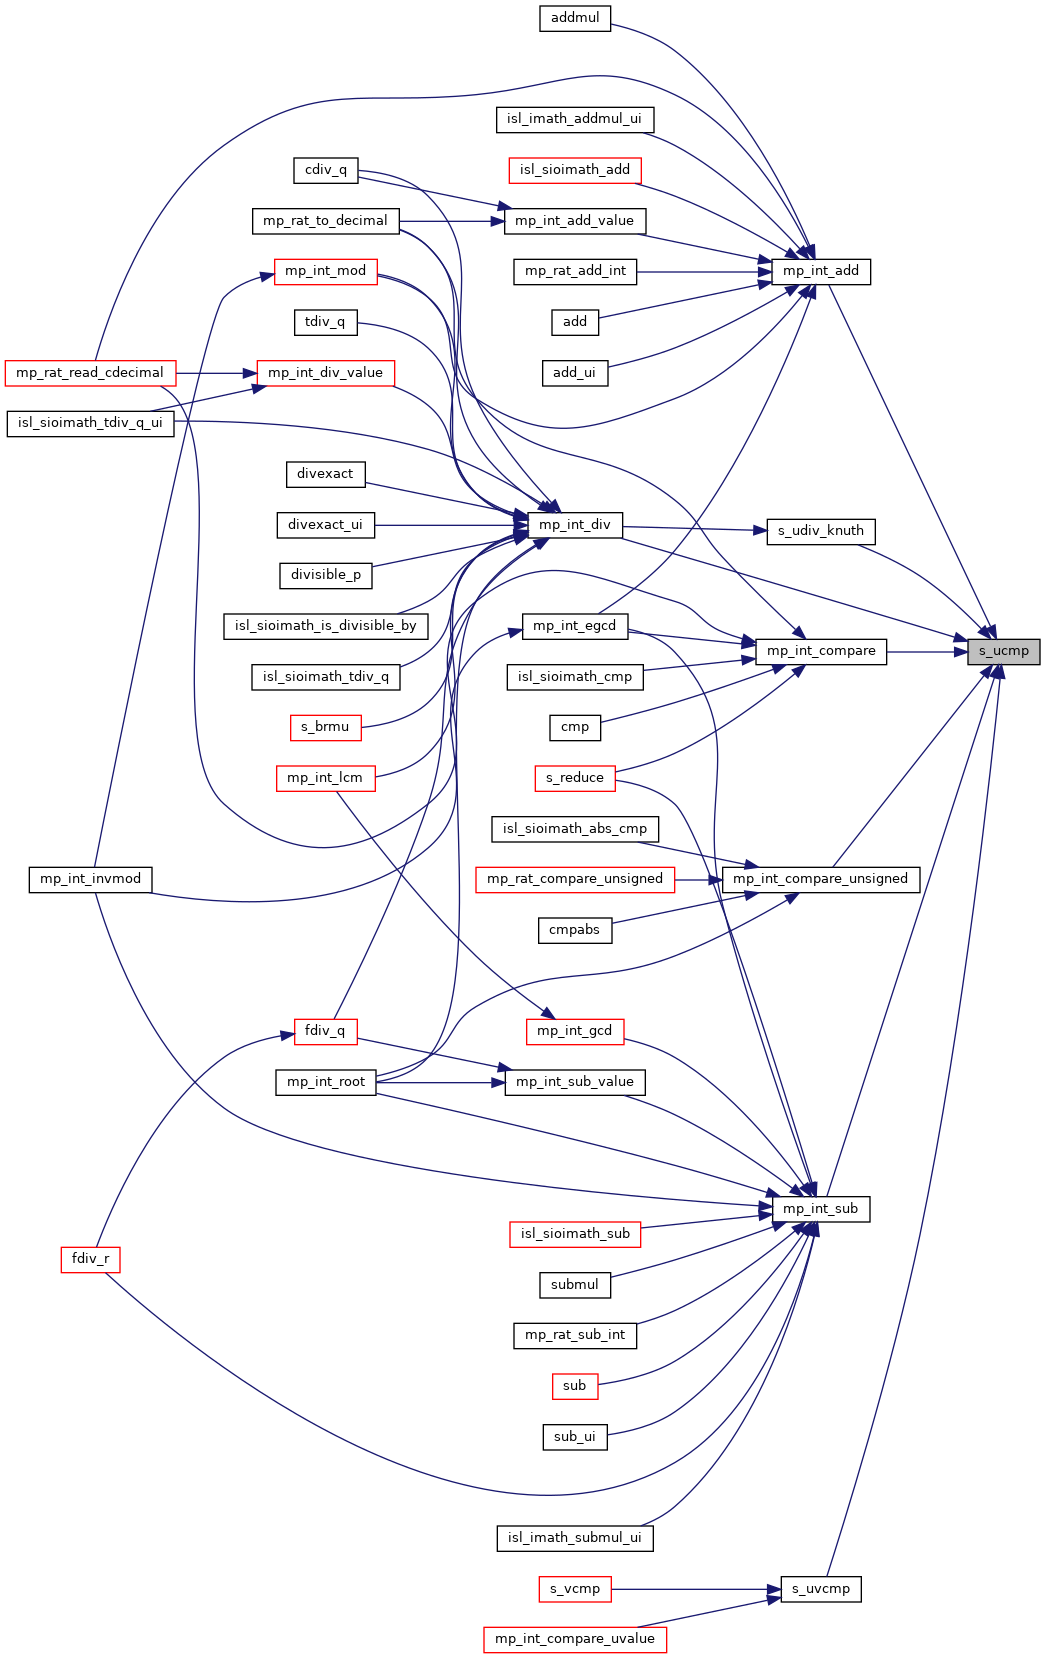 addmul
isl_imath_addmul_ui
cdiv_q
isl_sioimath_add
mp_rat_to_decimal
mp_int_add_value
mp_int_mod
mp_rat_add_int
mp_int_add
tdiv_q
add
mp_rat_read_cdecimal
mp_int_div_value
add_ui
isl_sioimath_tdiv_q_ui
divexact
divexact_ui
mp_int_div
s_udiv_knuth
divisible_p
isl_sioimath_is_divisible_by
mp_int_egcd
mp_int_compare
s_ucmp
isl_sioimath_tdiv_q
isl_sioimath_cmp
s_brmu
cmp
mp_int_lcm
s_reduce
isl_sioimath_abs_cmp
mp_int_invmod
mp_rat_compare_unsigned
mp_int_compare_unsigned
cmpabs
fdiv_q
mp_int_gcd
mp_int_root
mp_int_sub_value
mp_int_sub
isl_sioimath_sub
fdiv_r
submul
mp_rat_sub_int
sub
sub_ui
isl_imath_submul_ui
s_vcmp
s_uvcmp
mp_int_compare_uvalue